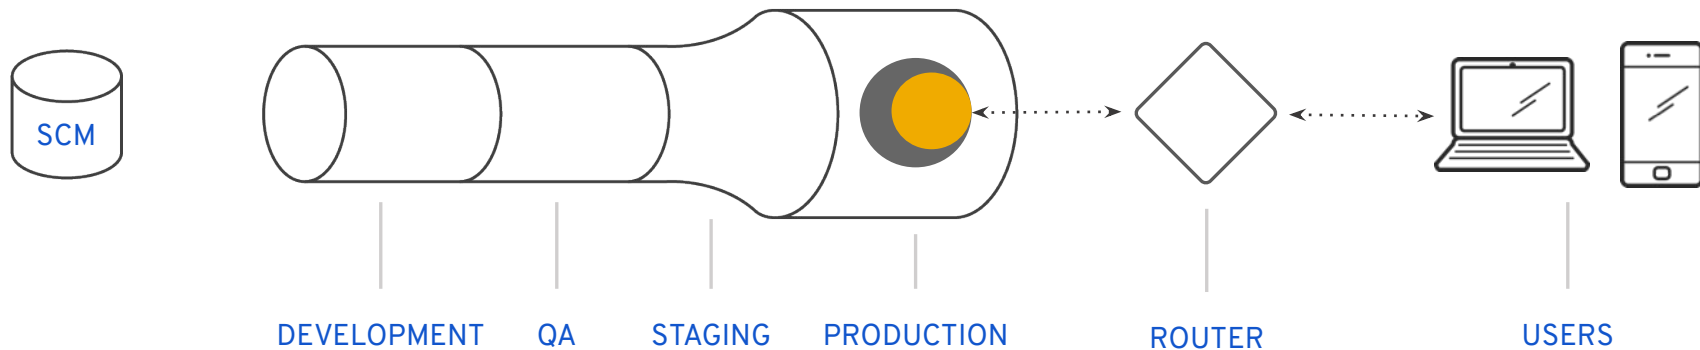 SCM
DEVELOPMENT
QA
STAGING
PRODUCTION
ROUTER
USERS